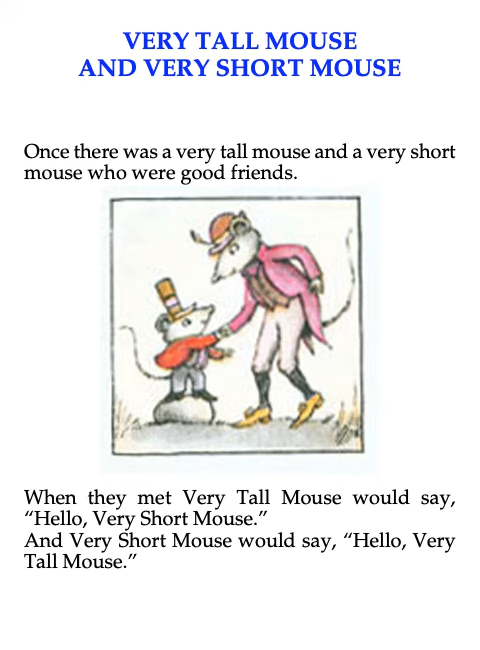 VERY TALL MOUSE
AND VERY SHORT MOUSE
Once there was a very tall mouse and a very short
mouse who were good friends.
When they met Very Tall Mouse would say,
“Hello, Very Short Mouse.”
And Very Short Mouse would say, “Hello, Very
Tall Mouse.”